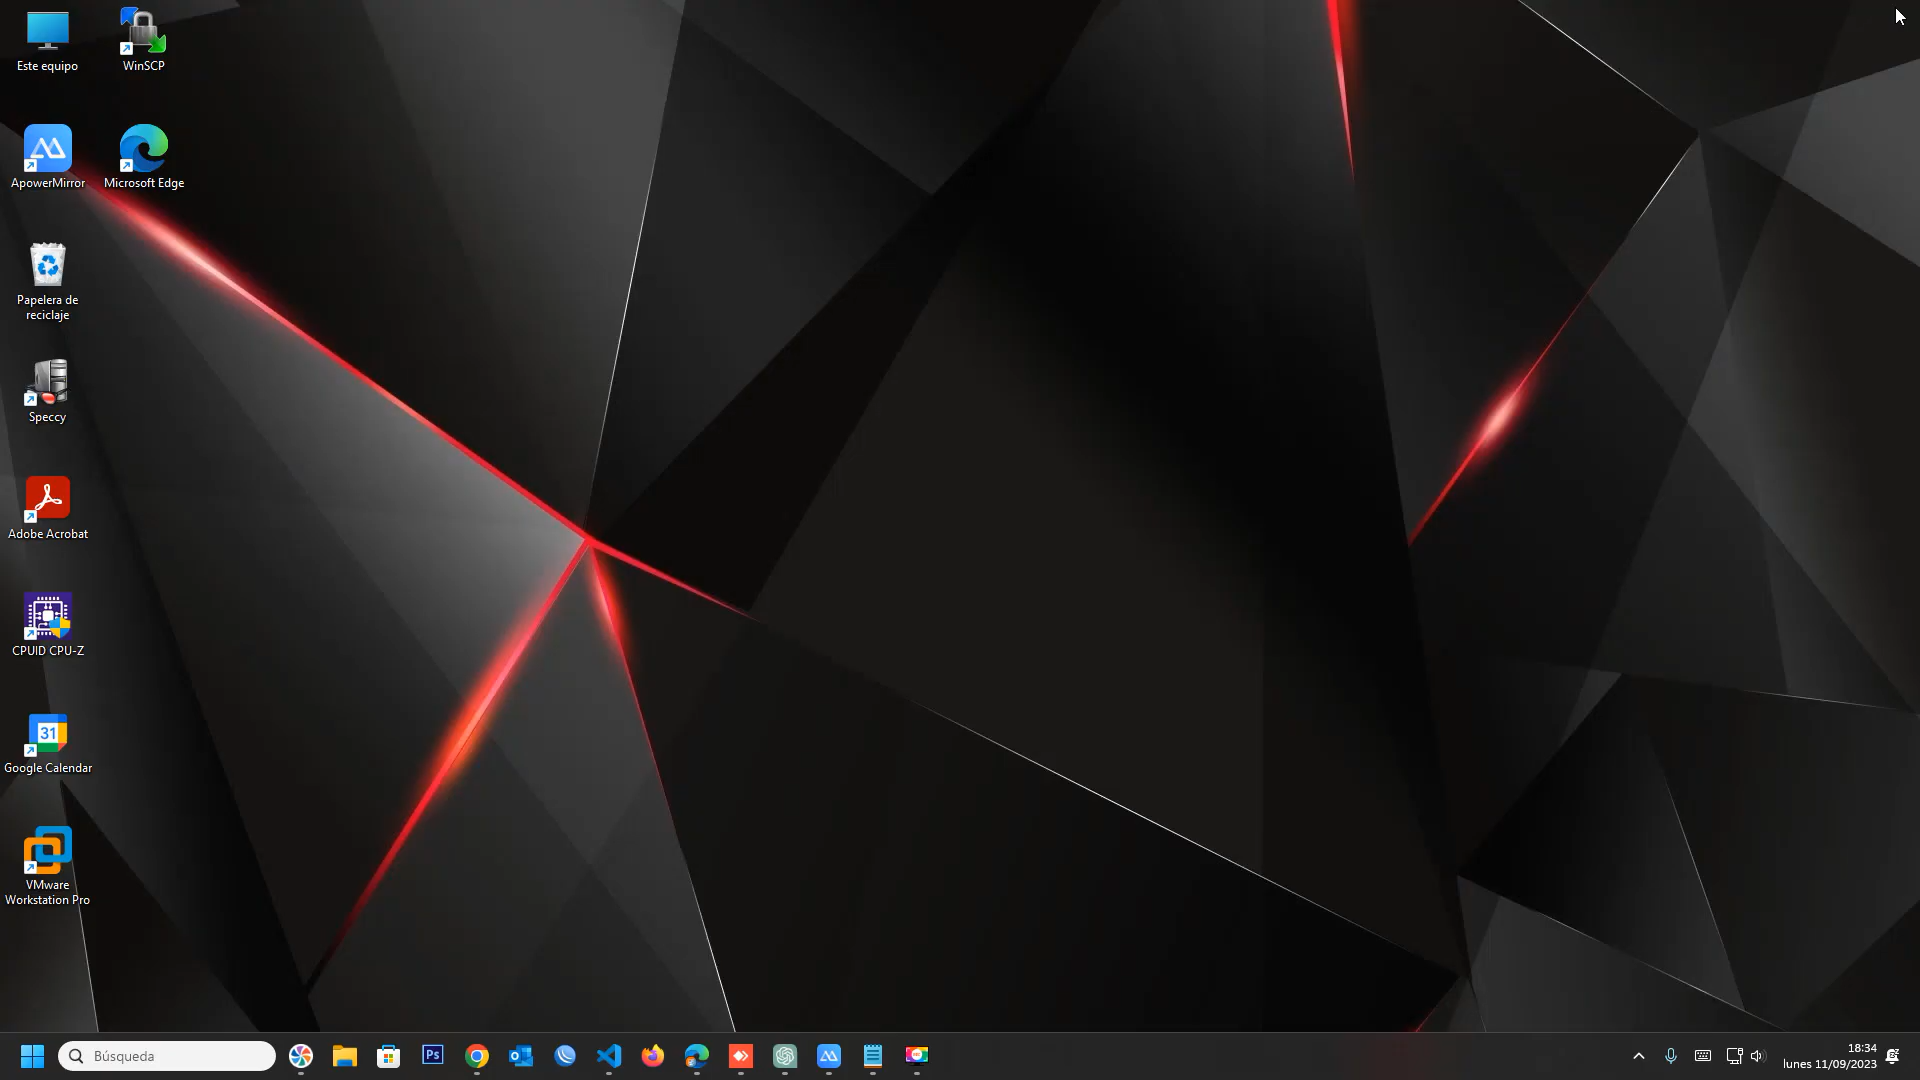 Este equipo
WinSCP
ApowerMirror
Microsoft Edge
Papelera de
reciclaje
Speccy
Adobe Acrobat
CPUID CPU-Z
31
Google Calendar
VMware
Workstation Pro
Búsqueda
Ps
18:34
lunes 11/09/2023